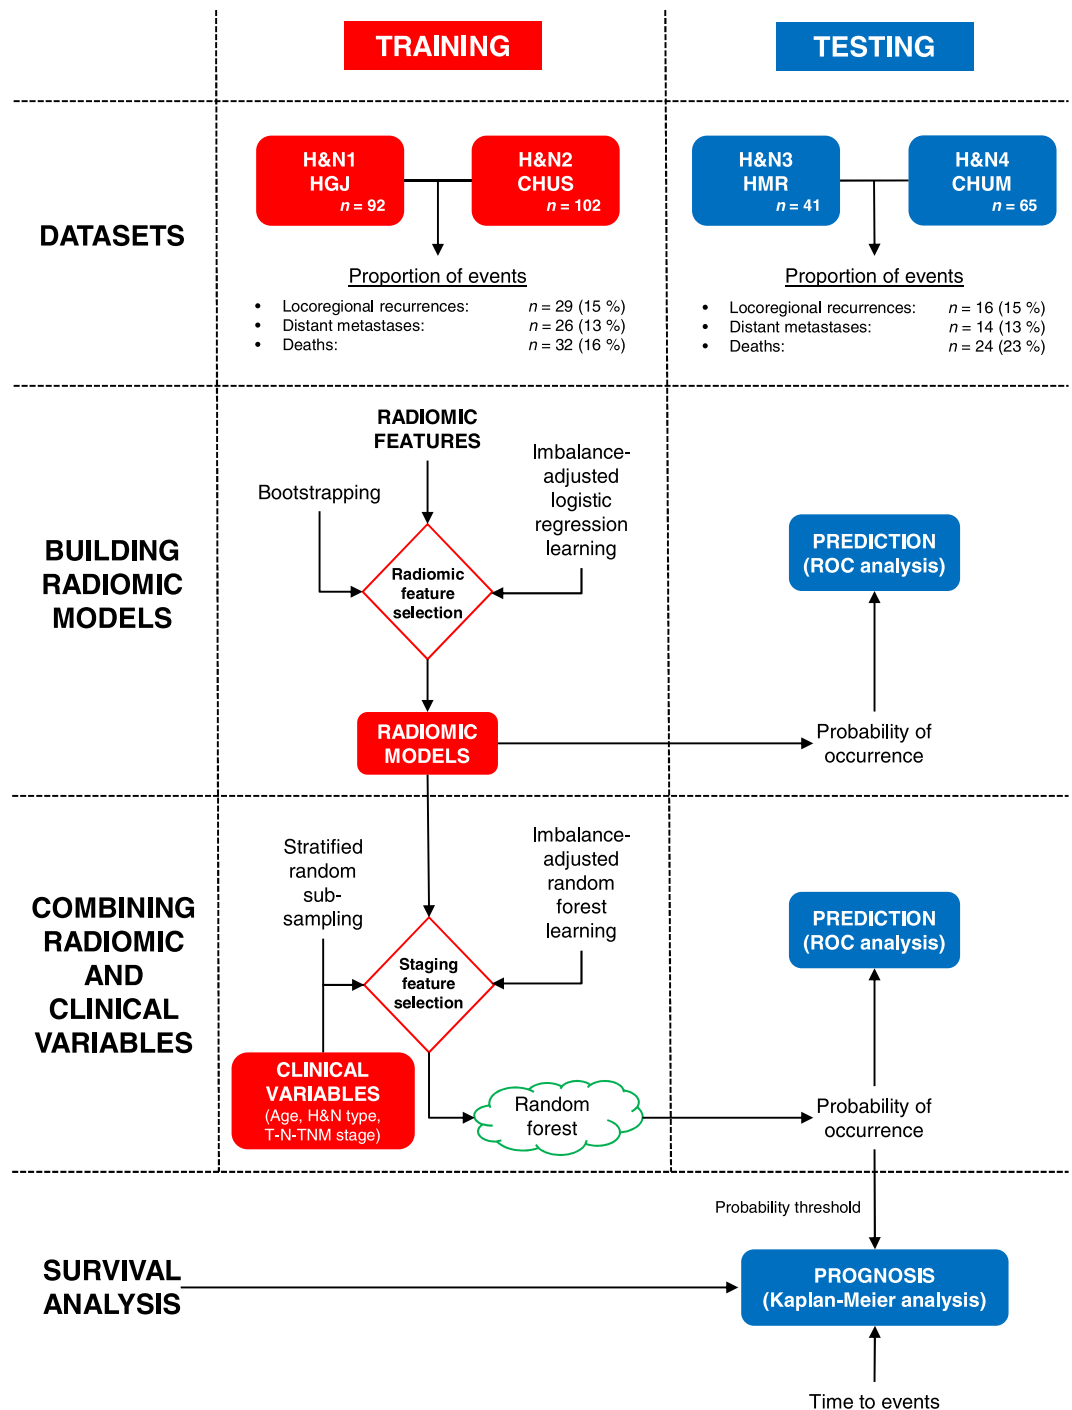 TRAINING
TESTING
DATASETS
H&N1
HGJ
n = 92
H&N2
CHUS
n = 102
Proportion of events
• Locoregional recurrences: n = 29 (15 %)
• Distant metastases: n = 26 (13 %)
• Deaths: n = 32 (16 %)
H&N3
HMR
n = 41
H&N4
CHUM
n = 65
Proportion of events
• Locoregional recurrences: n = 16 (15 %)
• Distant metastases: n = 14 (13 %)
• Deaths: n = 24 (23 %)
BUILDING
RADIOMIC
MODELS
RADIOMIC
FEATURES
Bootstrapping
Imbalance-
adjusted
logistic
regression
learning
Radiomic
feature
selection
RADIOMIC
MODELS
PREDICTION
(ROC analysis)
Probability of
occurrence
COMBINING
RADIOMIC
AND
CLINICAL
VARIABLES
Stratified
random
sub-
sampling
Imbalance-
adjusted
random
forest
learning
Staging
feature
selection
CLINICAL
VARIABLES
(Age, H&N type,
T-N-TNM stage)
Random
forest
PREDICTION
(ROC analysis)
Probability of
occurrence
SURVIVAL
ANALYSIS
Probability threshold
PROGNOSIS
(Kaplan-Meier analysis)
Time to events